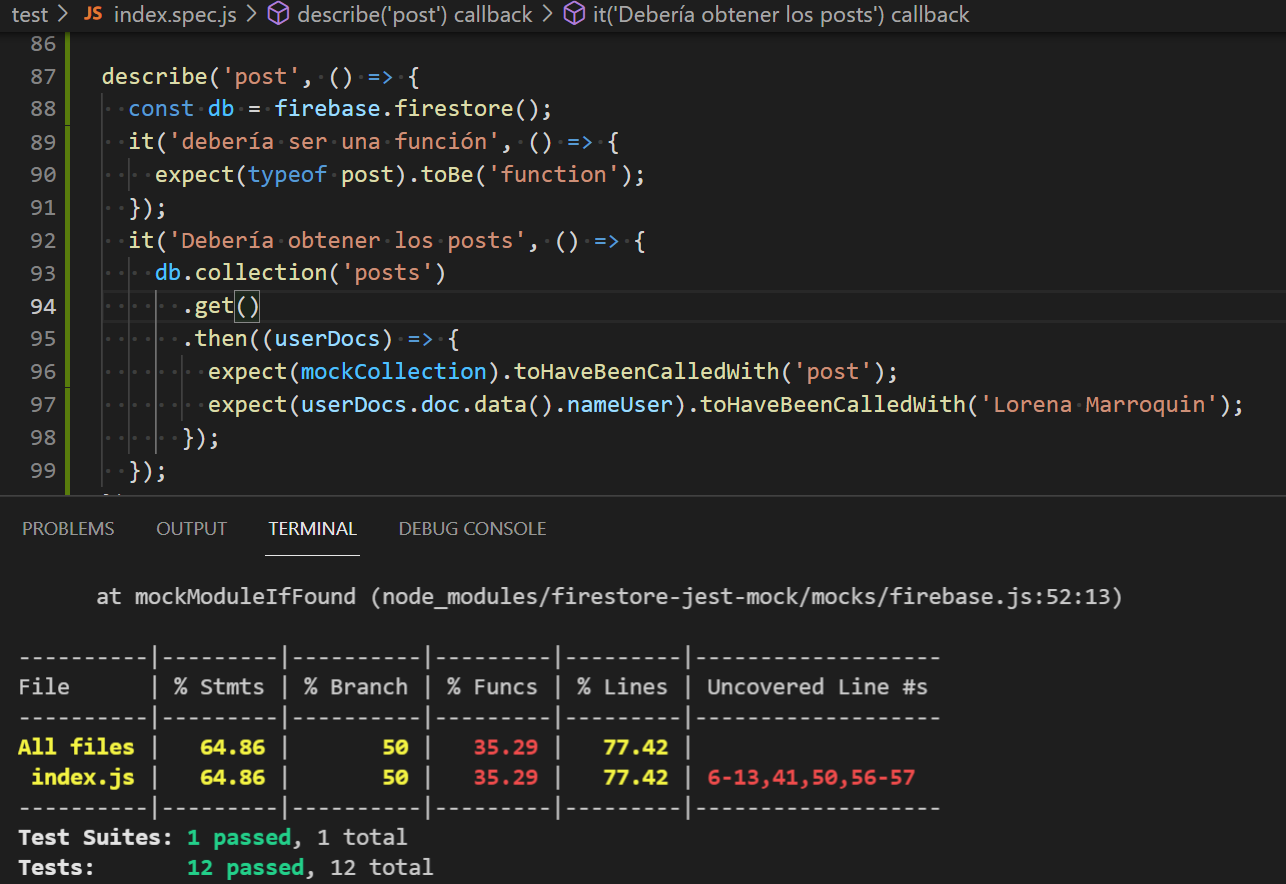 test > JS index.spec.js > describe('post') callback > it('Debería obtener los posts') callback
86
87 describe('post', () => {
88 const db = firebase.firestore();
89 it('debería ser una función', () => {
90 expect(typeof post).toBe('function');
91 });
92 it('Debería obtener los posts', () => {
93 db.collection('posts')
94 .get()
95 .then((userDocs) => {
96 expect(mockCollection).toHaveBeenCalledWith('post');
97 expect(userDocs.doc.data().nameUser).toHaveBeenCalledWith('Lorena Marroquin');
98 });
99 });
PROBLEMS OUTPUT TERMINAL DEBUG CONSOLE
at mockModuleIfFound (node_modules/firestore-jest-mock/mocks/firebase.js:52:13)
----------|---------|----------|---------|---------|-------------------
File | % Stmts | % Branch | % Funcs | % Lines | Uncovered Line #s
----------|---------|----------|---------|---------|-------------------
All files | 64.86 | 50 | 35.29 | 77.42 |
index.js | 64.86 | 50 | 35.29 | 77.42 | 6-13,41,50,56-57
----------|---------|----------|---------|---------|-------------------
Test Suites: 1 passed, 1 total
Tests: 12 passed, 12 total